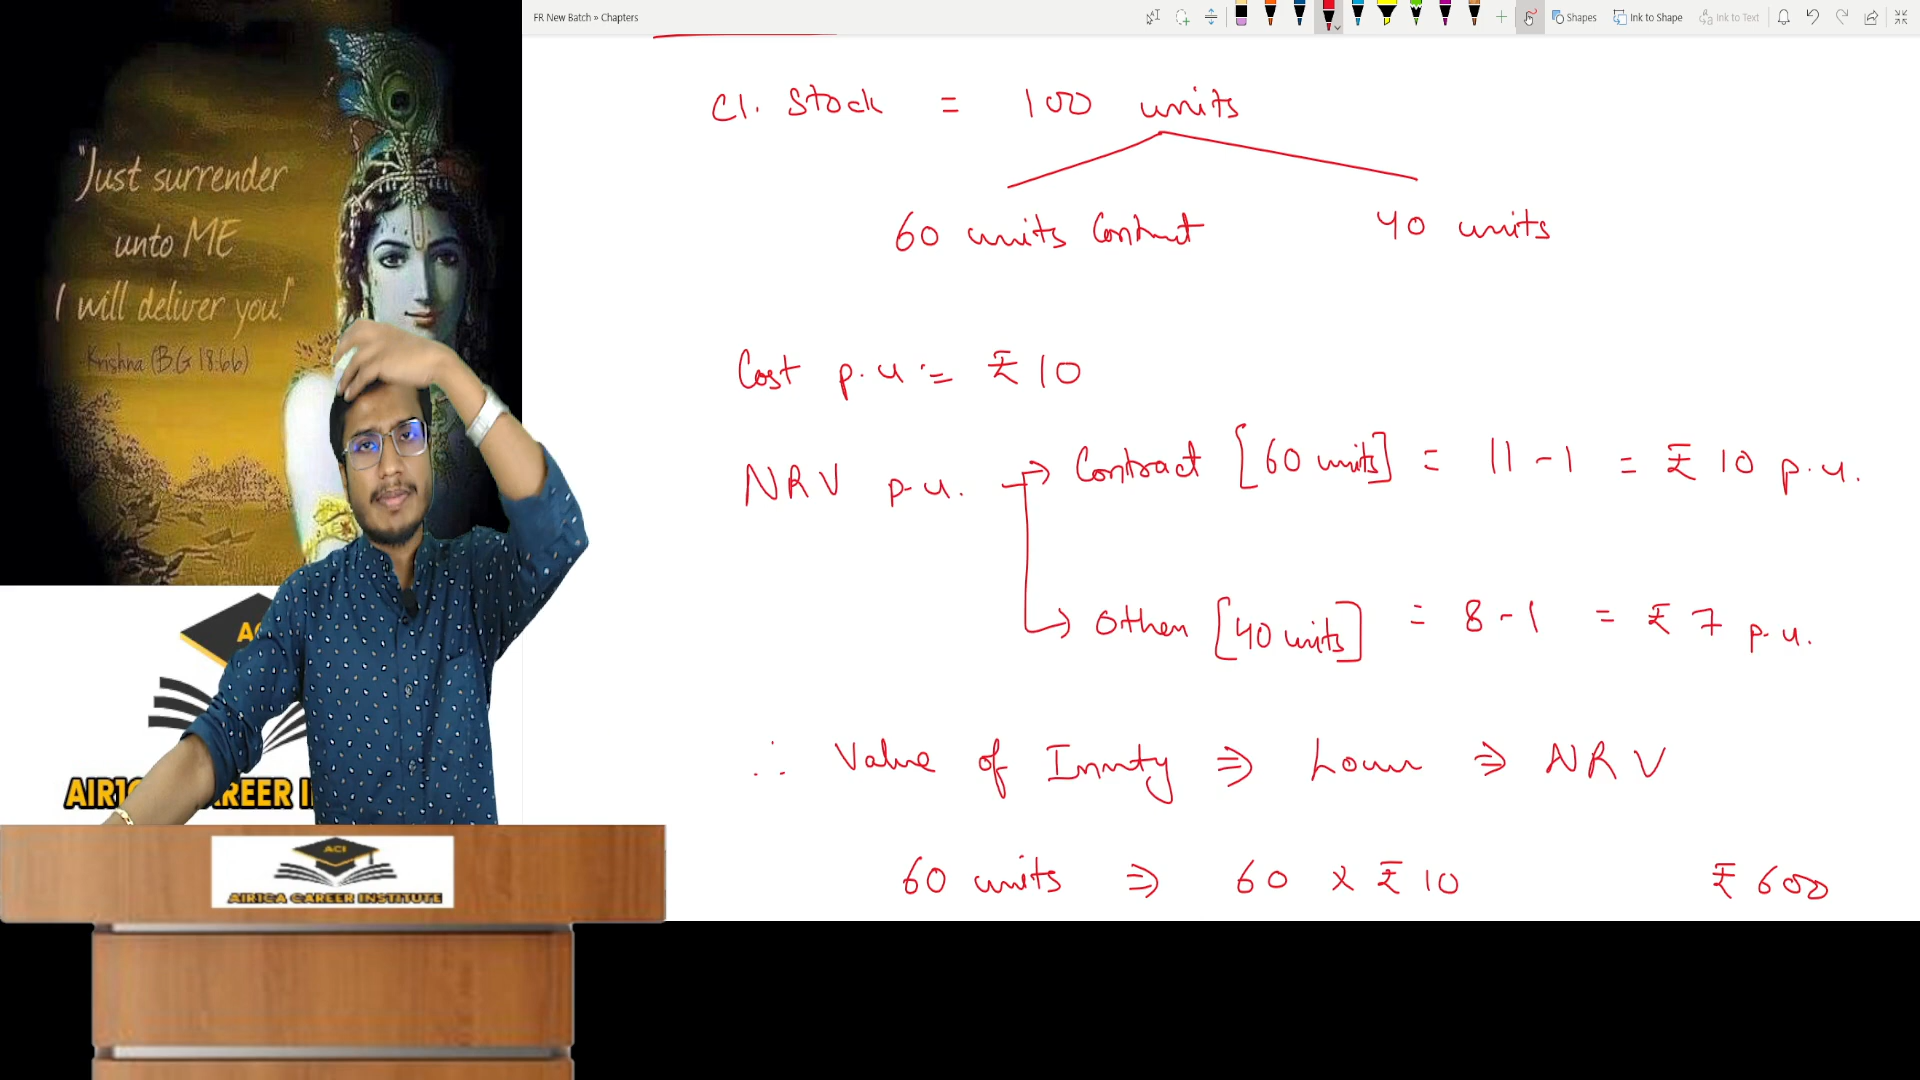 FR New Batch » Chapters
Shapes
Ink to Shape
Ink to Text
"Just surrender
unto ME
I will deliver you!"
-Krishna (B.G 18.66)
Cl. Stock = 100 units
60 units Contract
40 units
Cost p.u = ₹ 10
NRV p.u. → Contract [60 units] = 11 - 1 = ₹ 10 p.u.
→ Other [40 units] = 8 - 1 = ₹ 7 p.u.
∴ Value of Invnty ⇒ Lower ⇒ NRV
60 units ⇒ 60 x ₹ 10 ₹ 600
ACI
AIR1CA CAREER INSTITUTE